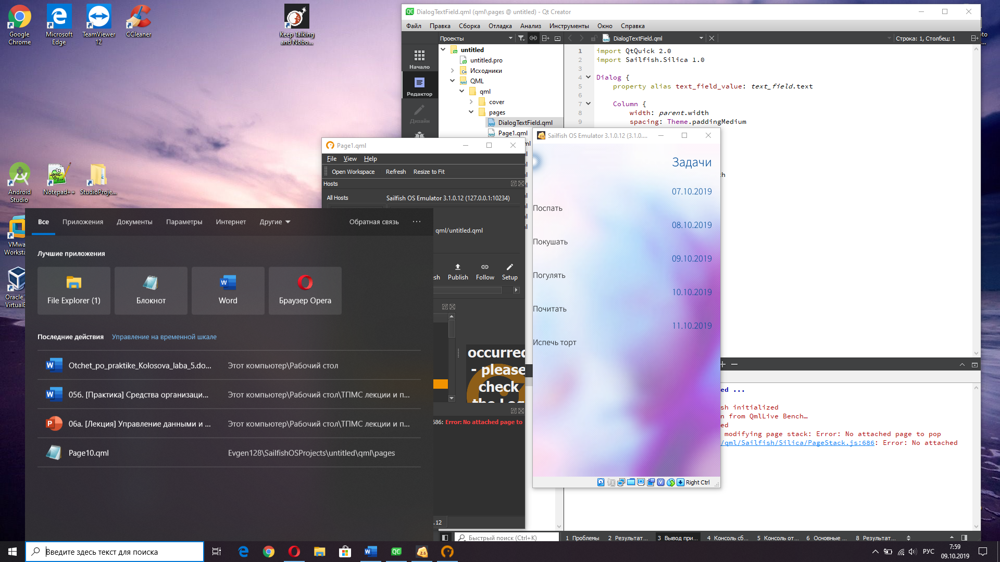 Google Chrome
Microsoft Edge
TeamViewer 12
CCleaner
Keep Talking and Nobo...
Android Studio
Notepad++
StudioProje...
DialogTextField.qml (qml\pages @ untitled) - Qt Creator
Файл Правка Сборка Отладка Анализ Инструменты Окно Справка
Проекты
DialogTextField.qml
Строка: 1, Столбец: 1
Начало
Редактор
Дизайн
untitled
untitled.pro
Исходники
QML
qml
cover
pages
DialogTextField.qml
Page1.qml
1 import QtQuick 2.0
2 import Sailfish.Silica 1.0
3
4 Dialog {
5 property alias text_field_value: text_field.text
6
7 Column {
8 width: parent.width
9 spacing: Theme.paddingMedium
Page1.qml
File View Help
Open Workspace Refresh Resize to Fit
Hosts
All Hosts
Sailfish OS Emulator 3.1.0.12 (127.0.0.1:10234)
qml/untitled.qml
Publish Follow Setup
occurred
- please
check
the Log
686: Error: No attached page to
.12
Sailfish OS Emulator 3.1.0.12 (3.1.0....
Задачи
07.10.2019
Поспать
08.10.2019
Покушать
09.10.2019
Погулять
10.10.2019
Почитать
11.10.2019
Испечь торт
Right Ctrl
ed ...
sh initialized
n from QmlLive Bench…
ed
modifying page stack: Error: No attached page to pop
/qml/Sailfish/Silica/PageStack.js:686: Error: No attached
Быстрый поиск (Ctrl+K)
1 Проблемы 2 Результат... 3 Вывод при... 4 Консоль сб... 5 Консоль от... 6 Основные ... 8 Результат...
Все Приложения Документы Параметры Интернет Другие Обратная связь ...
Лучшие приложения
File Explorer (1)
Блокнот
Word
Браузер Opera
Последние действия Управление на временной шкале
Otchet_po_praktike_Kolosova_laba_5.do... Этот компьютер\Рабочий стол
05б. [Практика] Средства организаци... Этот компьютер\Рабочий стол\ТПМС лекции и п...
06а. [Лекция] Управление данными и ... Этот компьютер\Рабочий стол\ТПМС лекции и п...
Page10.qml Evgen128\SailfishOSProjects\untitled\qml\pages
Введите здесь текст для поиска
РУС
7:59
09.10.2019